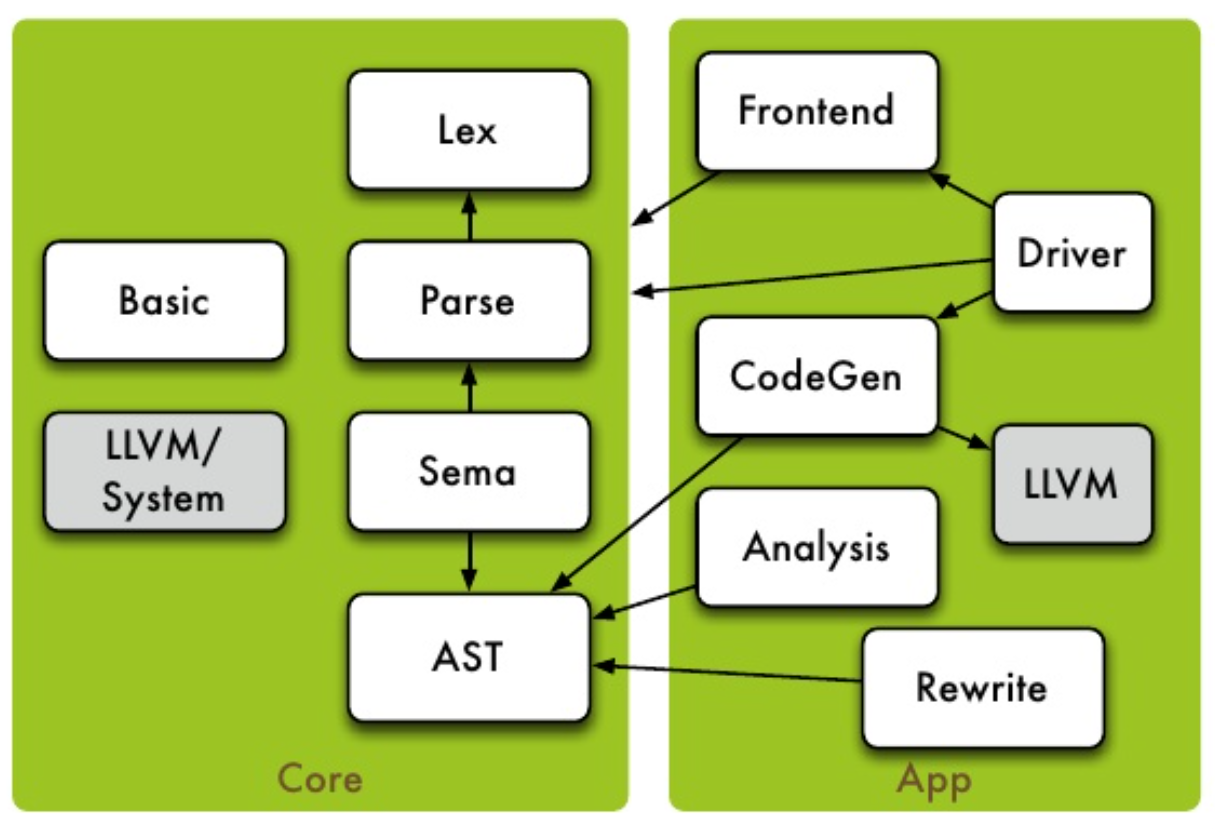 Lex
Basic
Parse
LLVM/
System
Sema
AST
Core
Frontend
Driver
CodeGen
LLVM
Analysis
Rewrite
App